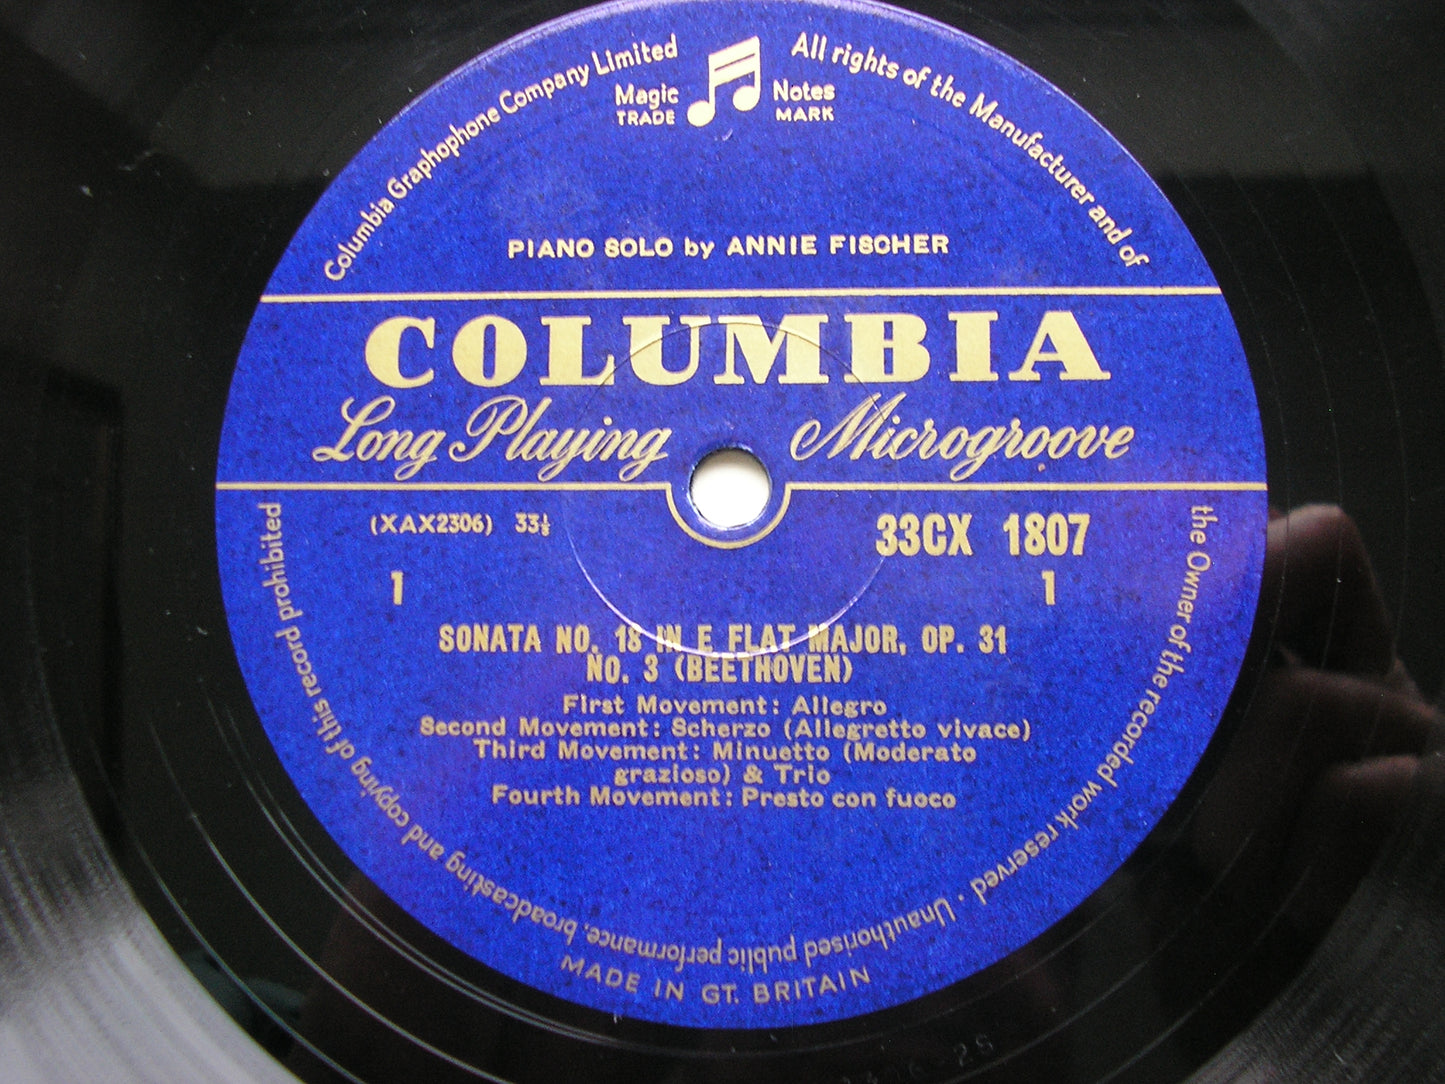 Columbia Graphophone Company Limited
Magic Notes
TRADE MARK
All rights of the Manufacturer and of
the Owner of the recorded work reserved · Unauthorised public performance, broadcasting and copying of this record prohibited
PIANO SOLO by ANNIE FISCHER
COLUMBIA
Long Playing Microgroove
(XAX2306) 33⅓
33CX 1807
1 1
SONATA NO. 18 IN E FLAT MAJOR, OP. 31
NO. 3 (BEETHOVEN)
First Movement: Allegro
Second Movement: Scherzo (Allegretto vivace)
Third Movement: Minuetto (Moderato
grazioso) & Trio
Fourth Movement: Presto con fuoco
MADE IN GT. BRITAIN